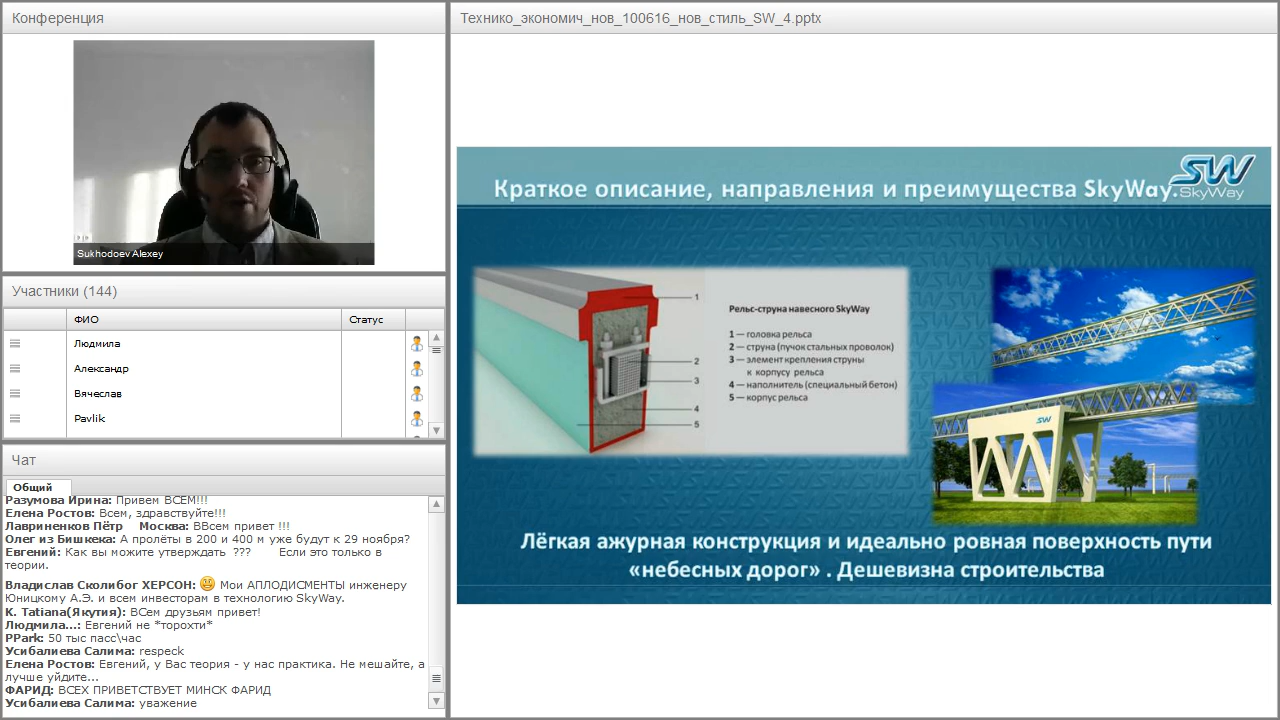 Конференция
Sukhodoev Alexey
Участники (144)
ФИО
Статус
Людмила
Александр
Вячеслав
Pavlik
Чат
Общий
Разумова Ирина: Привем ВСЕМ!!!
Елена Ростов: Всем, здравствуйте!!!
Лавриненков Пётр Москва: ВВсем привет !!!
Олег из Бишкека: А пролёты в 200 и 400 м уже будут к 29 ноября?
Евгений: Как вы можите утверждать ??? Если это только в
теории.
Владислав Сколибог ХЕРСОН: Мои АПЛОДИСМЕНТЫ инженеру
Юницкому А.Э. и всем инвесторам в технологию SkyWay.
K. Tatiana(Якутия): ВСем друзьям привет!
Людмила...: Евгений не *торохти*
PPark: 50 тыс пасс\час
Усибалиева Салима: respeck
Елена Ростов: Евгений, у Вас теория - у нас практика. Не мешайте, а
лучше уйдите...
ФАРИД: ВСЕХ ПРИВЕТСТВУЕТ МИНСК ФАРИД
Усибалиева Салима: уважение
Технико_экономич_нов_100616_нов_стиль_SW_4.pptx
Краткое описание, направления и преимущества SkyWay.
SW
SkyWay
1
2
3
4
5
Рельс-струна навесного SkyWay
1 — головка рельса
2 — струна (пучок стальных проволок)
3 — элемент крепления струны
к корпусу рельса
4 — наполнитель (специальный бетон)
5 — корпус рельса
SW
Лёгкая ажурная конструкция и идеально ровная поверхность пути
«небесных дорог» . Дешевизна строительства